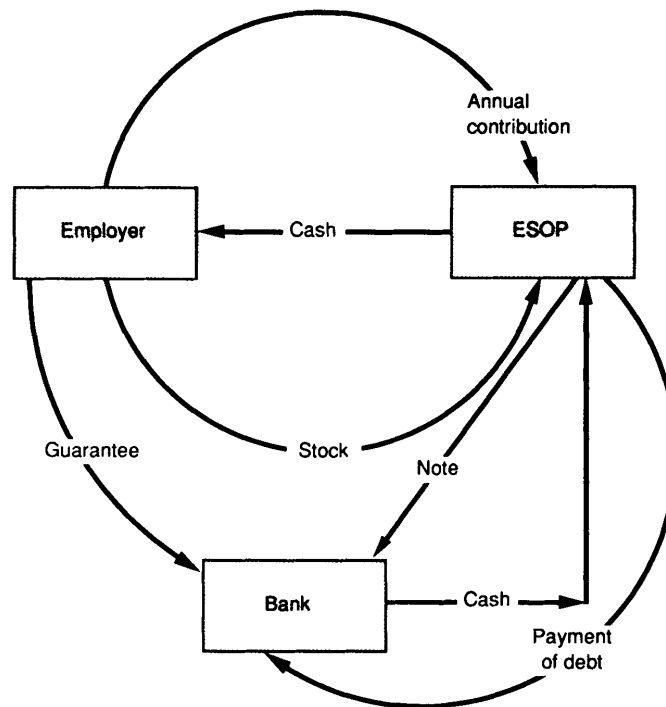 Annual
contribution
Employer
Cash
ESOP
Guarantee
Stock
Note
Bank
Cash
Payment
of debt